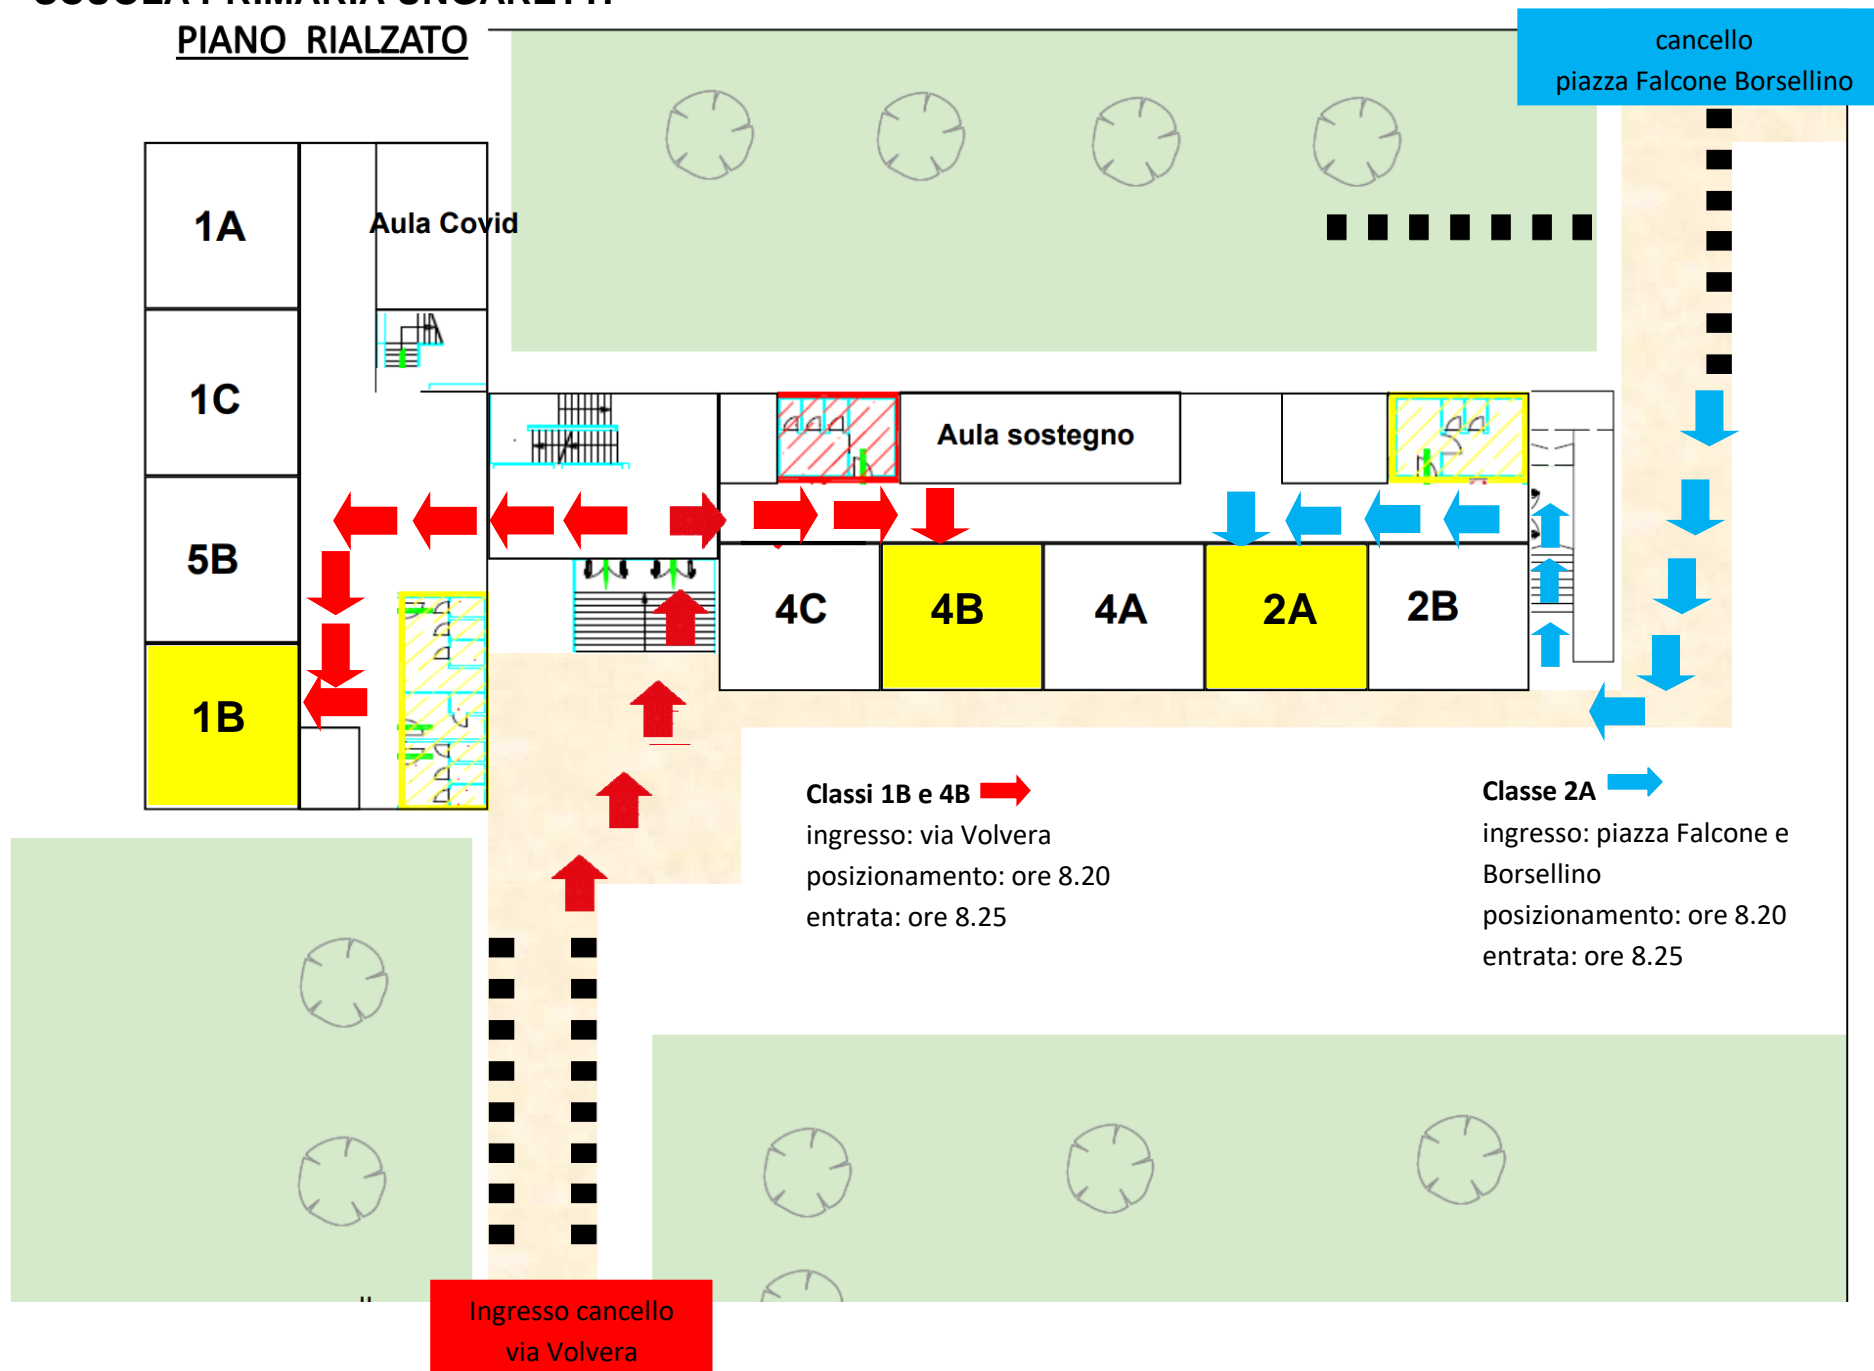 PIANO RIALZATO
cancello
piazza Falcone Borsellino
1A
Aula Covid
1C
Aula sostegno
5B
4C
4B
4A
2A
2B
1B
Classi 1B e 4B
ingresso: via Volvera
posizionamento: ore 8.20
entrata: ore 8.25
Classe 2A
ingresso: piazza Falcone e
Borsellino
posizionamento: ore 8.20
entrata: ore 8.25
Ingresso cancello
via Volvera